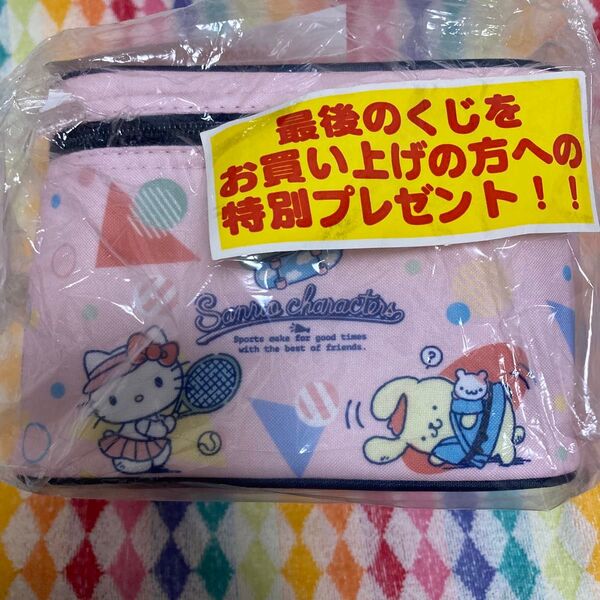 最後のくじを
お買い上げの方への
特別プレゼント！！
Sanrio characters
Sports make for good times
with the best of friends.
?